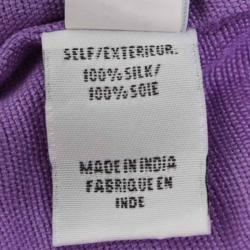 SELF/EXTERIEUR:
100% SILK/
100% SOIE
MADE IN INDIA
FABRIQUE EN
INDE